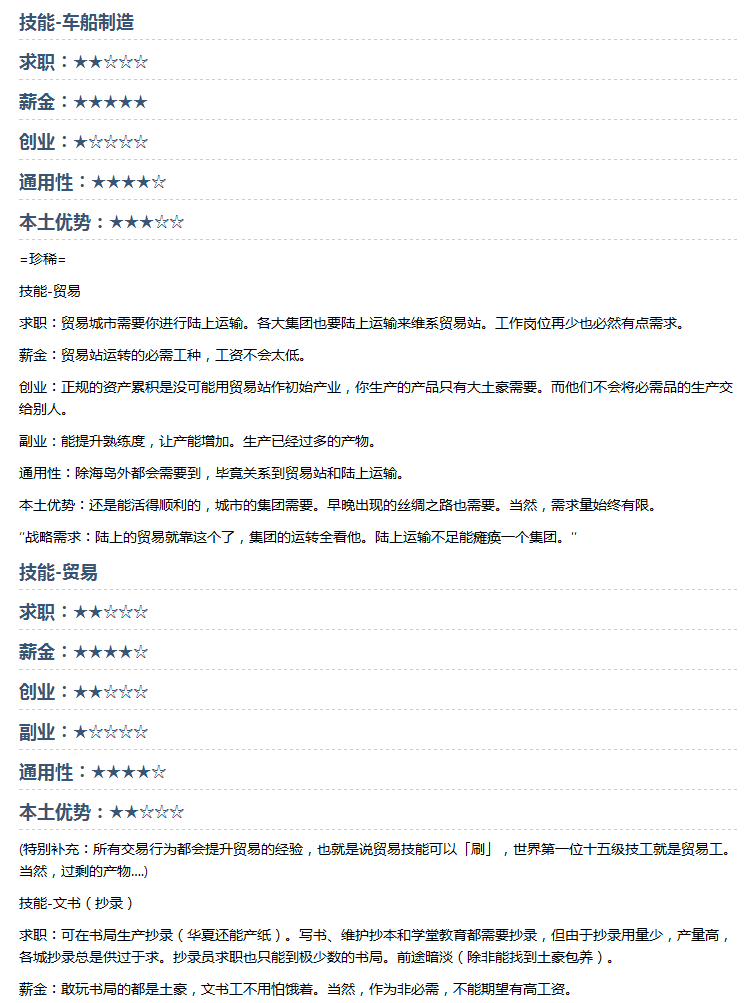 技能-车船制造
求职：★★☆☆☆
薪金：★★★★★
创业：★☆☆☆☆
通用性：★★★★☆
本土优势：★★★☆☆
=珍稀=
技能-贸易
求职：贸易城市需要你进行陆上运输。各大集团也要陆上运输来维系贸易站。工作岗位再少也必然有点需求。
薪金：贸易站运转的必需工种，工资不会太低。
创业：正规的资产累积是没可能用贸易站作初始产业，你生产的产品只有大土豪需要。而他们不会将必需品的生产交
给别人。
副业：能提升熟练度，让产能增加。生产已经过多的产物。
通用性：除海岛外都会需要到，毕竟关系到贸易站和陆上运输。
本土优势：还是能活得顺利的，城市的集团需要。早晚出现的丝绸之路也需要。当然，需求量始终有限。
“战略需求：陆上的贸易就靠这个了，集团的运转全看他。陆上运输不足能瘫痪一个集团。”
技能-贸易
求职：★★☆☆☆
薪金：★★★★☆
创业：★★☆☆☆
副业：★☆☆☆☆
通用性：★★★★☆
本土优势：★★☆☆☆
(特别补充：所有交易行为都会提升贸易的经验，也就是说贸易技能可以「刷」，世界第一位十五级技工就是贸易工。
当然，过剩的产物....)
技能-文书（抄录）
求职：可在书局生产抄录（华夏还能产纸）。写书、维护抄本和学堂教育都需要抄录，但由于抄录用量少，产量高，
各城抄录总是供过于求。抄录员求职也只能到极少数的书局。前途暗淡（除非能找到土豪包养）。
薪金：敢玩书局的都是土豪，文书工不用怕饿着。当然，作为非必需，不能期望有高工资。